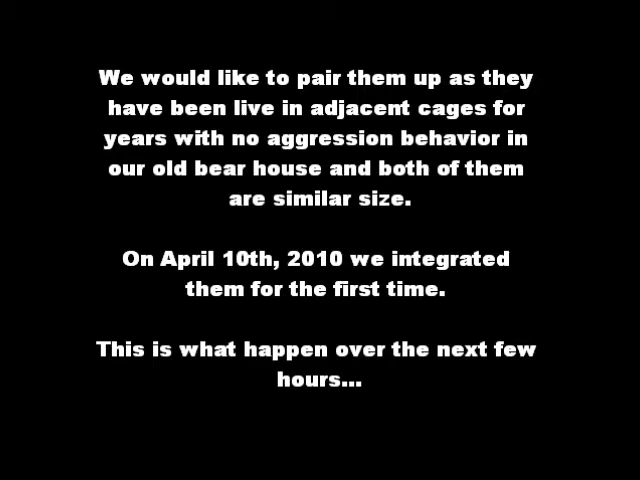 We would like to pair them up as they
have been live in adjacent cages for
years with no aggression behavior in
our old bear house and both of them
are similar size.
On April 10th, 2010 we integrated
them for the first time.
This is what happen over the next few
hours...